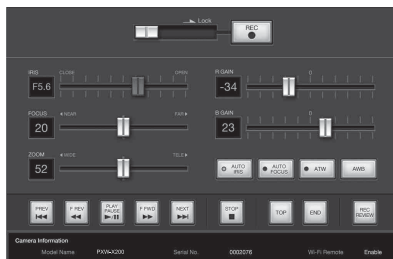 Lock
REC
IRIS
CLOSE OPEN
F5.6
R.GAIN
0
-34
FOCUS
◀NEAR FAR▶
20
B.GAIN
0
23
ZOOM
◀WIDE TELE▶
52
AUTO IRIS
AUTO FOCUS
ATW
AWB
PREV
F REV
PLAY PAUSE
F FWD
NEXT
STOP
TOP
END
REC REVIEW
Camera Information
Model Name PXW-X200 Serial No. 0002076 Wi-Fi Remote Enable